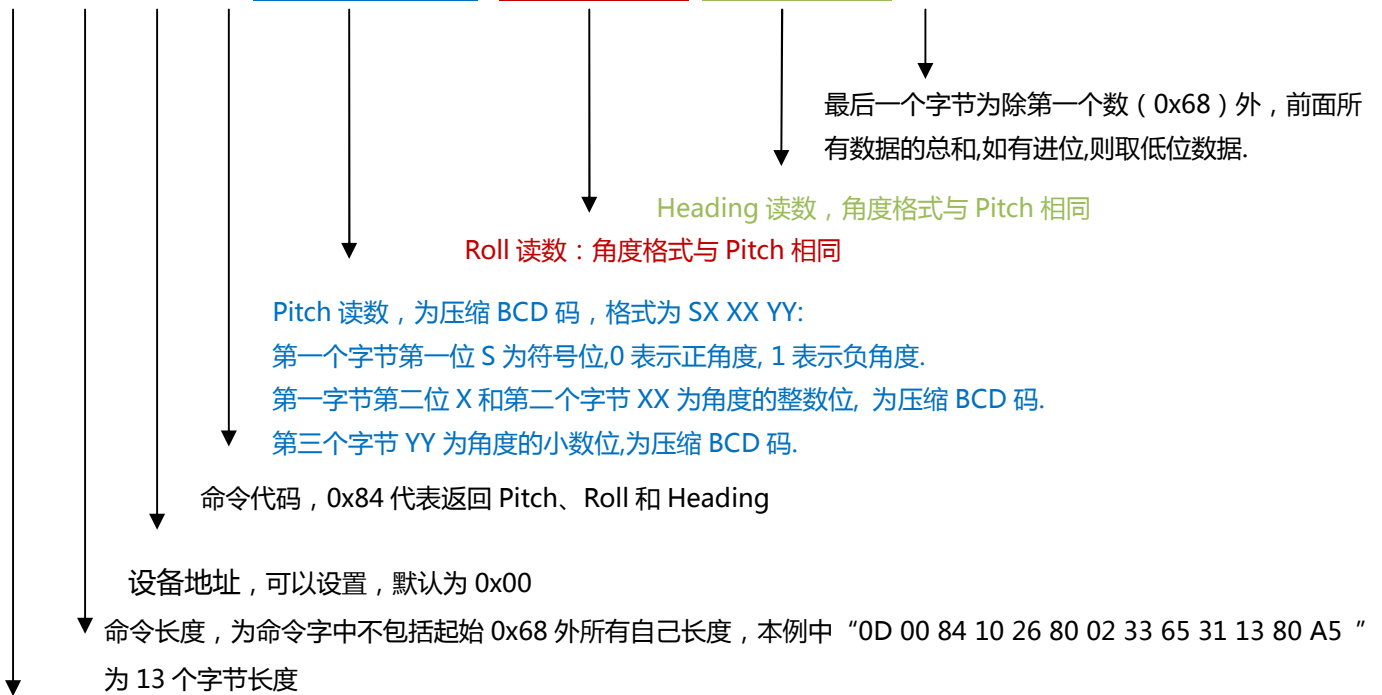 最后一个字节为除第一个数（0x68）外，前面所
有数据的总和,如有进位,则取低位数据.
Heading 读数，角度格式与 Pitch 相同
Roll 读数：角度格式与 Pitch 相同
Pitch 读数，为压缩 BCD 码，格式为 SX XX YY:
第一个字节第一位 S 为符号位,0 表示正角度, 1 表示负角度.
第一字节第二位 X 和第二个字节 XX 为角度的整数位, 为压缩 BCD 码.
第三个字节 YY 为角度的小数位,为压缩 BCD 码.
命令代码，0x84 代表返回 Pitch、Roll 和 Heading
设备地址，可以设置，默认为 0x00
命令长度，为命令字中不包括起始 0x68 外所有自己长度，本例中“0D 00 84 10 26 80 02 33 65 31 13 80 A5 ”
为 13 个字节长度